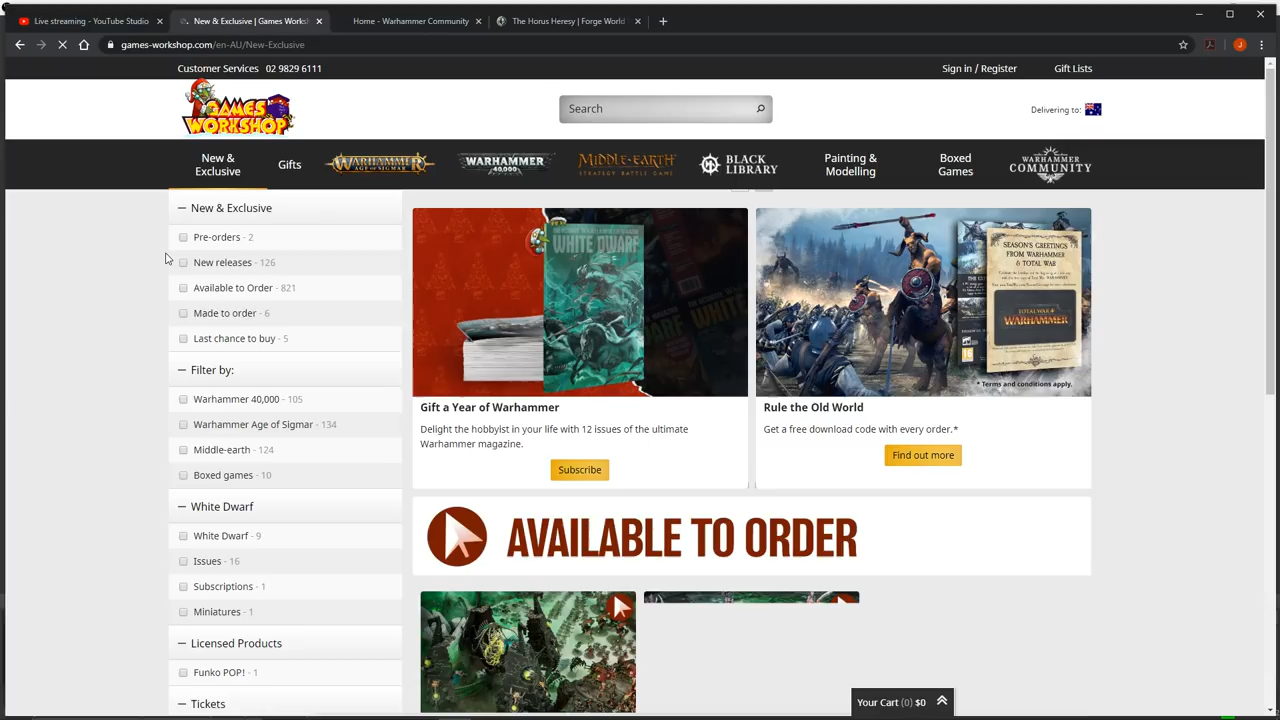 Live streaming - YouTube Studio
New & Exclusive | Games Worksh
Home - Warhammer Community
The Horus Heresy | Forge World
games-workshop.com/en-AU/New-Exclusive
Customer Services 02 9829 6111
Sign in / Register
Gift Lists
GAMES WORKSHOP
Search
Delivering to:
New & Exclusive
Gifts
WARHAMMER AGE OF SIGMAR
WARHAMMER 40,000
MIDDLE-EARTH STRATEGY BATTLE GAME
BLACK LIBRARY
Painting & Modelling
Boxed Games
WARHAMMER COMMUNITY
New & Exclusive
Pre-orders - 2
New releases - 126
Available to Order - 821
Made to order - 6
Last chance to buy - 5
Filter by:
Warhammer 40,000 - 105
Warhammer Age of Sigmar - 134
Middle-earth - 124
Boxed games - 10
White Dwarf
White Dwarf - 9
Issues - 16
Subscriptions - 1
Miniatures - 1
Licensed Products
Funko POP! - 1
Tickets
WHITE DWARF
Gift a Year of Warhammer
Delight the hobbyist in your life with 12 issues of the ultimate
Warhammer magazine.
Subscribe
SEASON'S GREETINGS
FROM WARHAMMER
& TOTAL WAR
TOTAL WAR
WARHAMMER
* Terms and conditions apply.
Rule the Old World
Get a free download code with every order.*
Find out more
AVAILABLE TO ORDER
Your Cart (0) $0